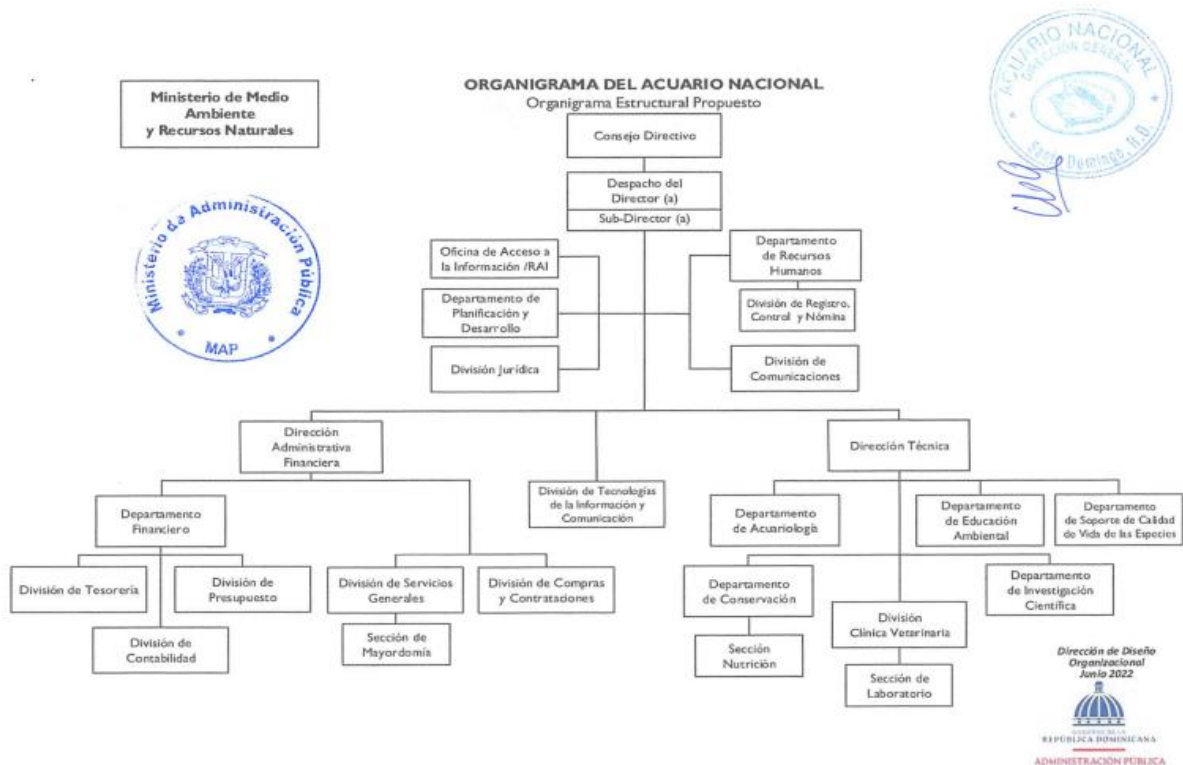 ACUARIO NACIONAL
DIRECCIÓN GENERAL
Santo Domingo, R.D.
ORGANIGRAMA DEL ACUARIO NACIONAL
Organigrama Estructural Propuesto
Ministerio de Medio
Ambiente
y Recursos Naturales
Consejo Directivo
Despacho del
Director (a)
Sub-Director (a)
Ministerio de Administración Pública
MAP
Oficina de Acceso a
la Información /RAI
Departamento
de Recursos
Humanos
Departamento de
Planificación y
Desarrollo
División de Registro,
Control y Nómina
División Jurídica
División de
Comunicaciones
Dirección
Administrativa
Financiera
Dirección Técnica
División de Tecnologías
de la Información y
Comunicación
Departamento
Financiero
Departamento
de Acuariología
Departamento
de Educación
Ambiental
Departamento
de Soporte de Calidad
de Vida de las Especies
División de Tesorería
División de
Presupuesto
División de Servicios
Generales
División de Compras
y Contrataciones
Departamento
de Conservación
Departamento
de Investigación
Científica
División de
Contabilidad
Sección de
Mayordomía
División
Clínica Veterinaria
Sección
Nutrición
Sección de
Laboratorio
Dirección de Diseño
Organizacional
Junio 2022
GOBIERNO DE LA
REPÚBLICA DOMINICANA
ADMINISTRACIÓN PÚBLICA